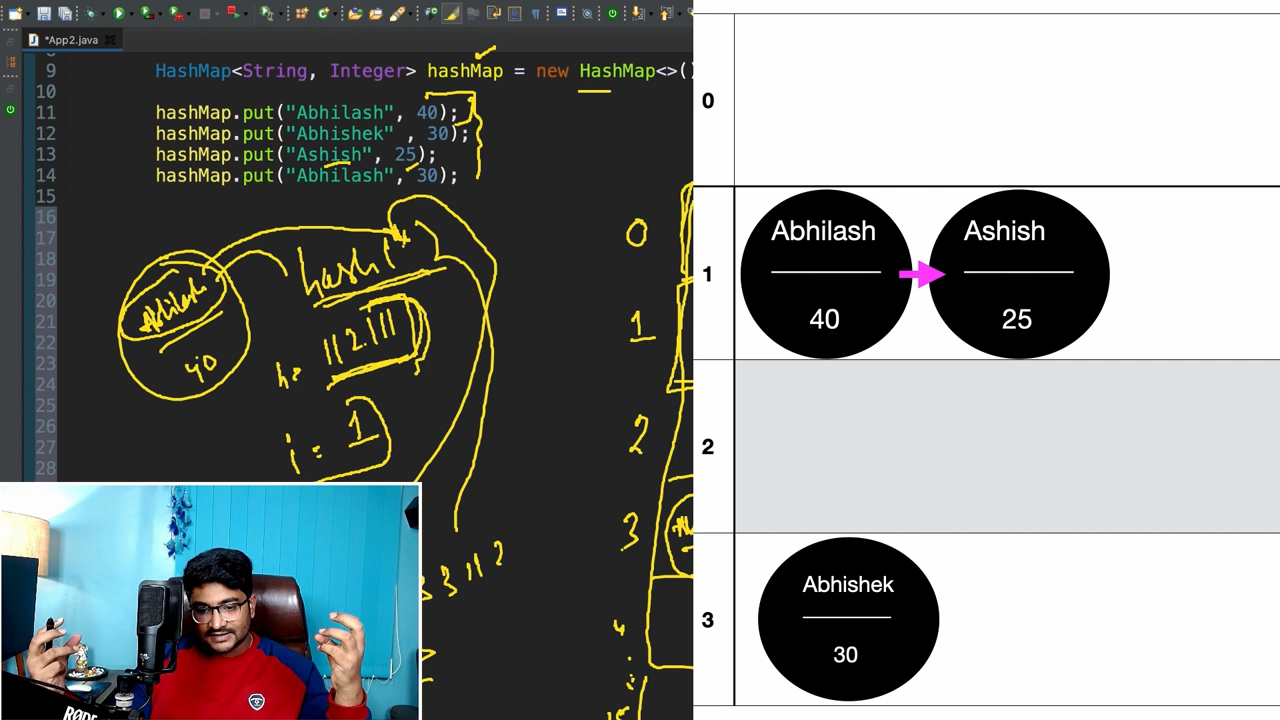 *App2.java
9 HashMap<String, Integer> hashMap = new HashMap<>()
10
11 hashMap.put("Abhilash", 40);
12 hashMap.put("Abhishek" , 30);
13 hashMap.put("Ashish", 25);
14 hashMap.put("Abhilash", 30);
15
16
17
18
19
20
21
22
23
24
25
26
27
28
hash(
Abhilash
40
h=
i = 1
0
1
2
3
RØDE
0
1
Abhilash
40
Ashish
25
2
3
Abhishek
30